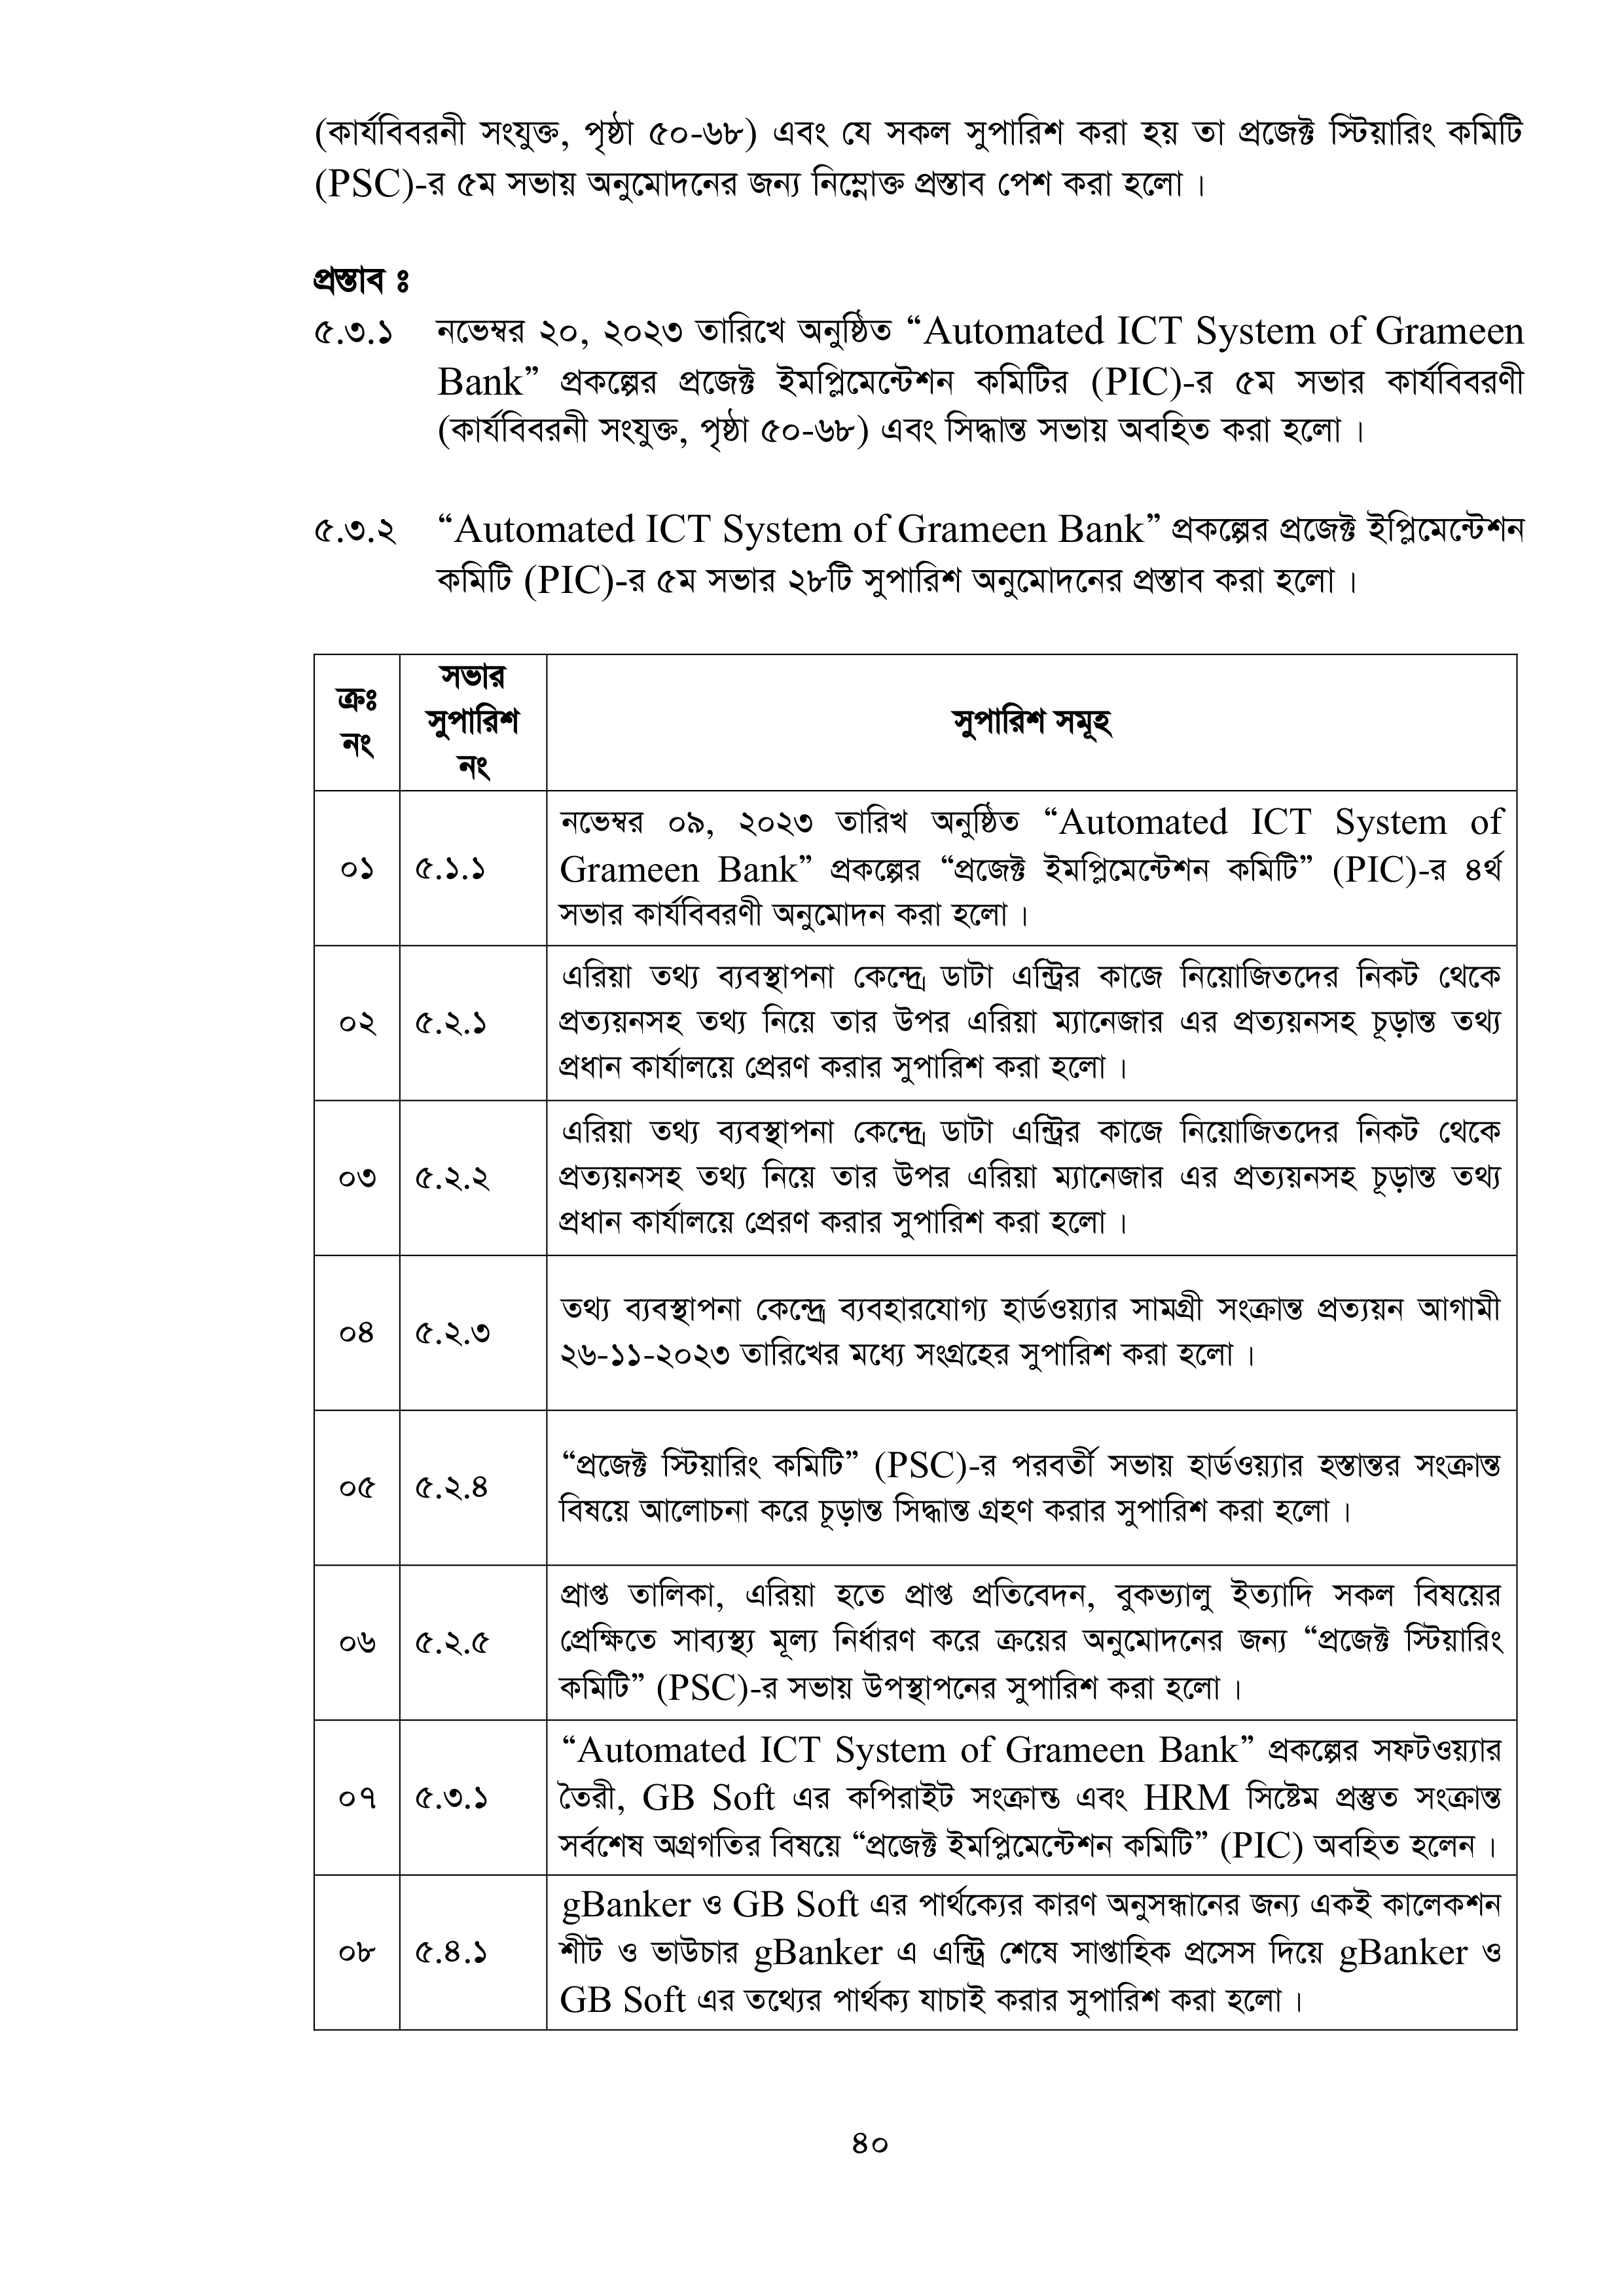 (কার্যবিবরনী সংযুক্ত, পৃষ্ঠা ৫০-৬৮) এবং যে সকল সুপারিশ করা হয় তা প্রজেক্ট স্টিয়ারিং কমিটি
(PSC)-র ৫ম সভায় অনুমোদনের জন্য নিম্নোক্ত প্রস্তাব পেশ করা হলো।
প্রস্তাব ঃ
৫.৩.১ নভেম্বর ২০, ২০২৩ তারিখে অনুষ্ঠিত “Automated ICT System of Grameen
Bank” প্রকল্পের প্রজেক্ট ইমপ্লিমেন্টেশন কমিটির (PIC)-র ৫ম সভার কার্যবিবরণী
(কার্যবিবরনী সংযুক্ত, পৃষ্ঠা ৫০-৬৮) এবং সিদ্ধান্ত সভায় অবহিত করা হলো।
৫.৩.২ “Automated ICT System of Grameen Bank” প্রকল্পের প্রজেক্ট ইপ্লিমেন্টেশন
কমিটি (PIC)-র ৫ম সভার ২৮টি সুপারিশ অনুমোদনের প্রস্তাব করা হলো।
ক্রঃ
নং
সভার
সুপারিশ
নং
সুপারিশ সমূহ
০১ ৫.১.১
নভেম্বর ০৯, ২০২৩ তারিখ অনুষ্ঠিত “Automated ICT System of
Grameen Bank” প্রকল্পের “প্রজেক্ট ইমপ্লিমেন্টেশন কমিটি” (PIC)-র ৪র্থ
সভার কার্যবিবরণী অনুমোদন করা হলো।
০২ ৫.২.১
এরিয়া তথ্য ব্যবস্থাপনা কেন্দ্রে ডাটা এন্ট্রির কাজে নিয়োজিতদের নিকট থেকে
প্রত্যয়নসহ তথ্য নিয়ে তার উপর এরিয়া ম্যানেজার এর প্রত্যয়নসহ চূড়ান্ত তথ্য
প্রধান কার্যালয়ে প্রেরণ করার সুপারিশ করা হলো।
০৩ ৫.২.২
এরিয়া তথ্য ব্যবস্থাপনা কেন্দ্রে ডাটা এন্ট্রির কাজে নিয়োজিতদের নিকট থেকে
প্রত্যয়নসহ তথ্য নিয়ে তার উপর এরিয়া ম্যানেজার এর প্রত্যয়নসহ চূড়ান্ত তথ্য
প্রধান কার্যালয়ে প্রেরণ করার সুপারিশ করা হলো।
০৪ ৫.২.৩
তথ্য ব্যবস্থাপনা কেন্দ্রে ব্যবহারযোগ্য হার্ডওয়্যার সামগ্রী সংক্রান্ত প্রত্যয়ন আগামী
২৬-১১-২০২৩ তারিখের মধ্যে সংগ্রহের সুপারিশ করা হলো।
০৫ ৫.২.৪
“প্রজেক্ট স্টিয়ারিং কমিটি” (PSC)-র পরবর্তী সভায় হার্ডওয়্যার হস্তান্তর সংক্রান্ত
বিষয়ে আলোচনা করে চূড়ান্ত সিদ্ধান্ত গ্রহণ করার সুপারিশ করা হলো।
০৬ ৫.২.৫
প্রাপ্ত তালিকা, এরিয়া হতে প্রাপ্ত প্রতিবেদন, বুকভ্যালু ইত্যাদি সকল বিষয়ের
প্রেক্ষিতে সাব্যস্থ্য মূল্য নির্ধারণ করে ক্রয়ের অনুমোদনের জন্য “প্রজেক্ট স্টিয়ারিং
কমিটি” (PSC)-র সভায় উপস্থাপনের সুপারিশ করা হলো।
০৭ ৫.৩.১
“Automated ICT System of Grameen Bank” প্রকল্পের সফটওয়্যার
তৈরী, GB Soft এর কপিরাইট সংক্রান্ত এবং HRM সিষ্টেম প্রস্তুত সংক্রান্ত
সর্বশেষ অগ্রগতির বিষয়ে “প্রজেক্ট ইমপ্লিমেন্টেশন কমিটি” (PIC) অবহিত হলেন।
০৮ ৫.৪.১
gBanker ও GB Soft এর পার্থক্যের কারণ অনুসন্ধানের জন্য একই কালেকশন
শীট ও ভাউচার gBanker এ এন্ট্রি শেষে সাপ্তাহিক প্রসেস দিয়ে gBanker ও
GB Soft এর তথ্যের পার্থক্য যাচাই করার সুপারিশ করা হলো।
৪০